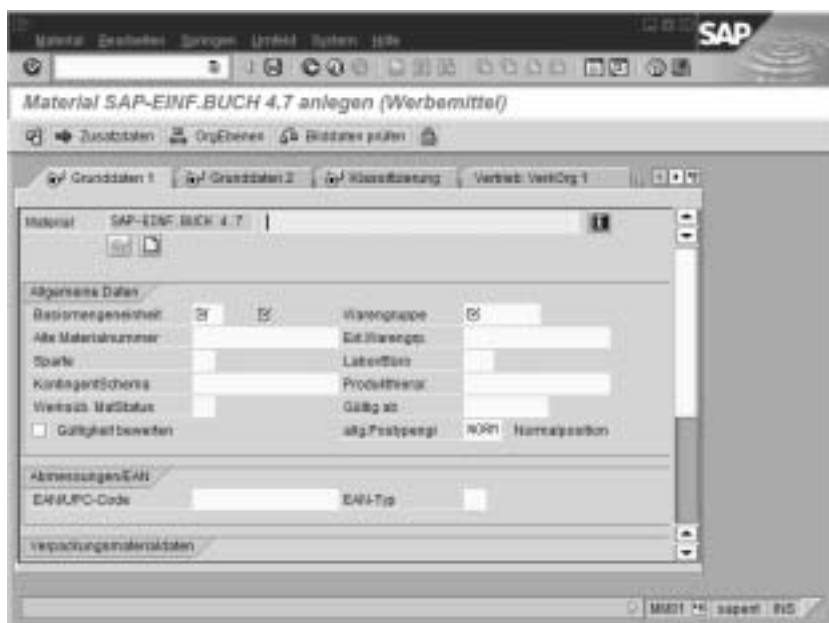 Material Bearbeiten Springen Umfeld System Hilfe
SAP
Material SAP-EINF.BUCH 4.7 anlegen (Werbemittel)
Zusatzdaten OrgEbenen Bilddaten prüfen
Grunddaten 1 Grunddaten 2 Klassifizierung Vertrieb: VerkOrg 1
Material SAP-EINF.BUCH 4.7
Allgemeine Daten
Basismengeneinheit Warengruppe
Alte Materialnummer Ext.Warengrp.
Sparte Labor/Büro
KontingentSchema Produkthierar.
Werksüb. MatStatus Gültig ab
Gültigkeit bewerten allg.Postypengr NORM Normalposition
Abmessungen/EAN
EAN/UPC-Code EAN-Typ
Verpackungsmaterialdaten
MM01 sapent INS